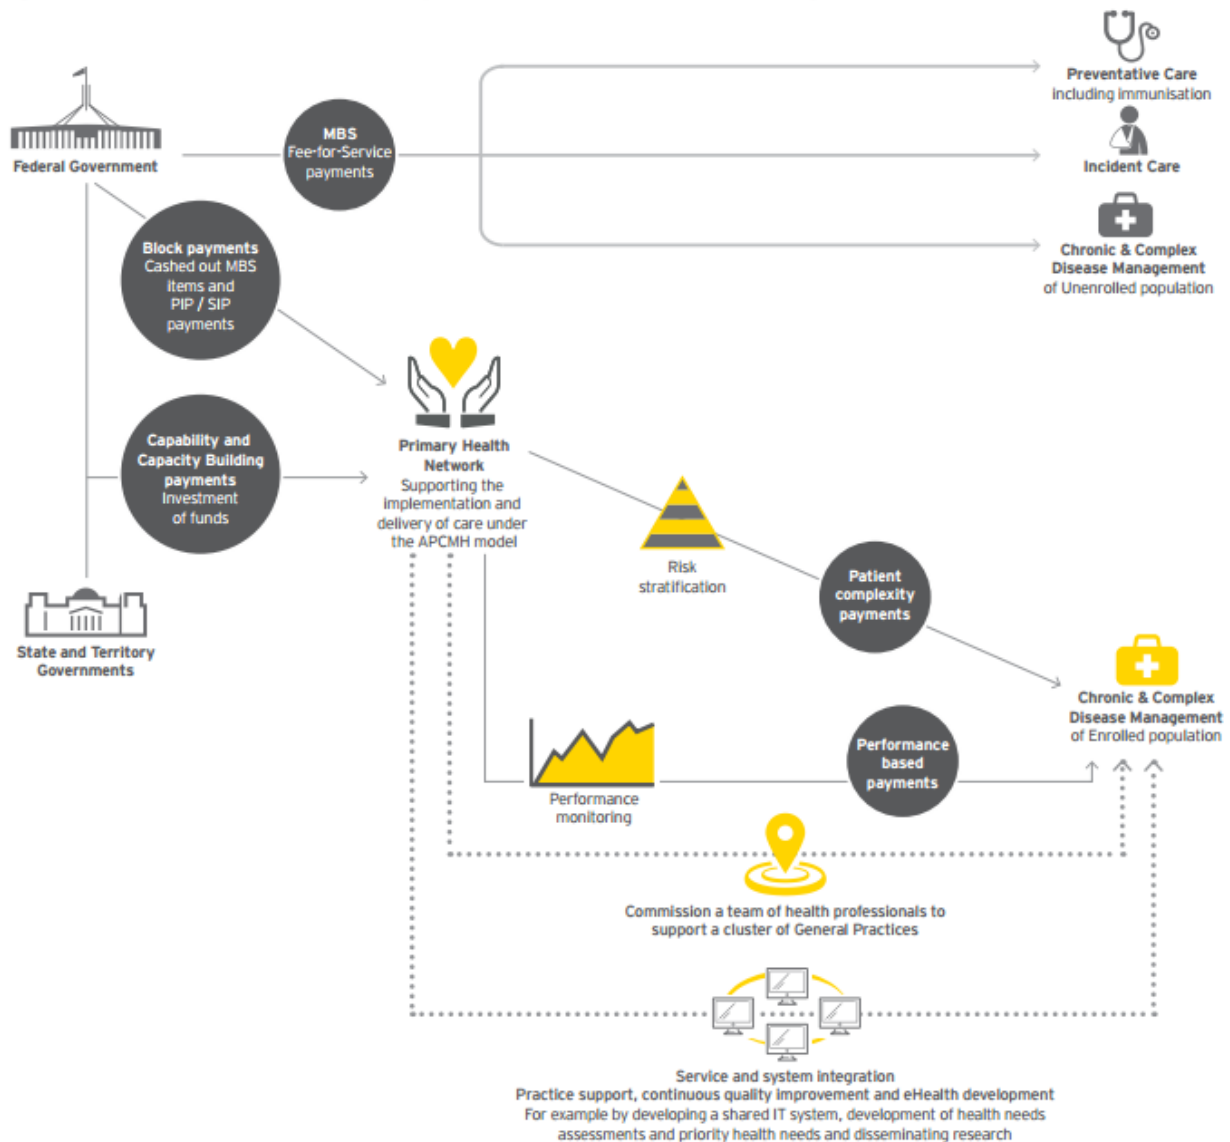 Preventative Care
including immunisation
Federal Government
MBS
Fee-for-Service
payments
Incident Care
Block payments
Cashed out MBS
items and
PIP / SIP
payments
Chronic & Complex
Disease Management
of Unenrolled population
Capability and
Capacity Building
payments
Investment
of funds
Primary Health
Network
Supporting the
implementation and
delivery of care under
the APCMH model
Risk
stratification
Patient
complexity
payments
State and Territory
Governments
Chronic & Complex
Disease Management
of Enrolled population
Performance
monitoring
Performance
based
payments
Commission a team of health professionals to
support a cluster of General Practices
Service and system integration
Practice support, continuous quality improvement and eHealth development
For example by developing a shared IT system, development of health needs
assessments and priority health needs and disseminating research